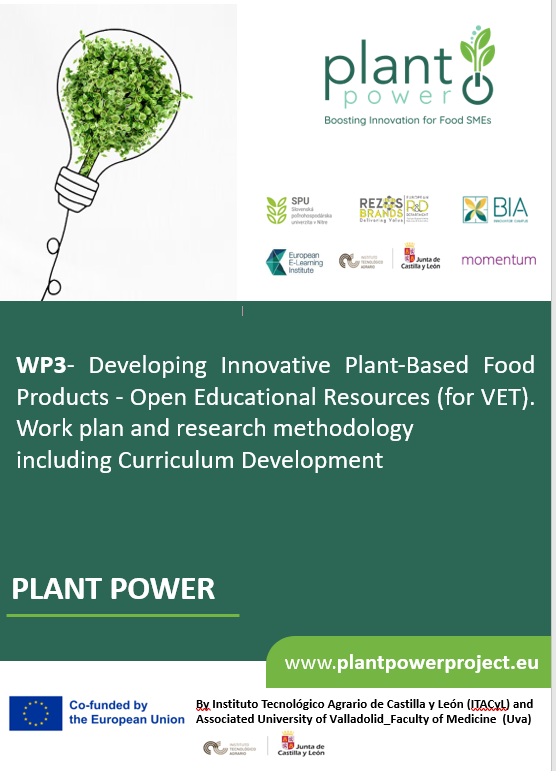 plant
power
Boosting Innovation for Food SMEs
SPU
Slovenská
poľnohospodárska
univerzita v Nitre
REZOS
BRANDS
Delivering Value
R&D
DEPARTMENT
BIA
INNOVATOR CAMPUS
European
E-Learning
Institute
INSTITUTO
TECNOLÓGICO
AGRARIO
Junta de
Castilla y León
momentum
WP3- Developing Innovative Plant-Based Food
Products - Open Educational Resources (for VET).
Work plan and research methodology
including Curriculum Development
PLANT POWER
www.plantpowerproject.eu
Co-funded by
the European Union
By Instituto Tecnológico Agrario de Castilla y León (ITACyL) and
Associated University of Valladolid_Faculty of Medicine (Uva)
INSTITUTO
TECNOLÓGICO
AGRARIO
Junta de
Castilla y León